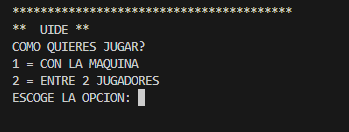 ****************************************
**  UIDE **
COMO QUIERES JUGAR?
1 = CON LA MAQUINA
2 = ENTRE 2 JUGADORES
ESCOGE LA OPCION: